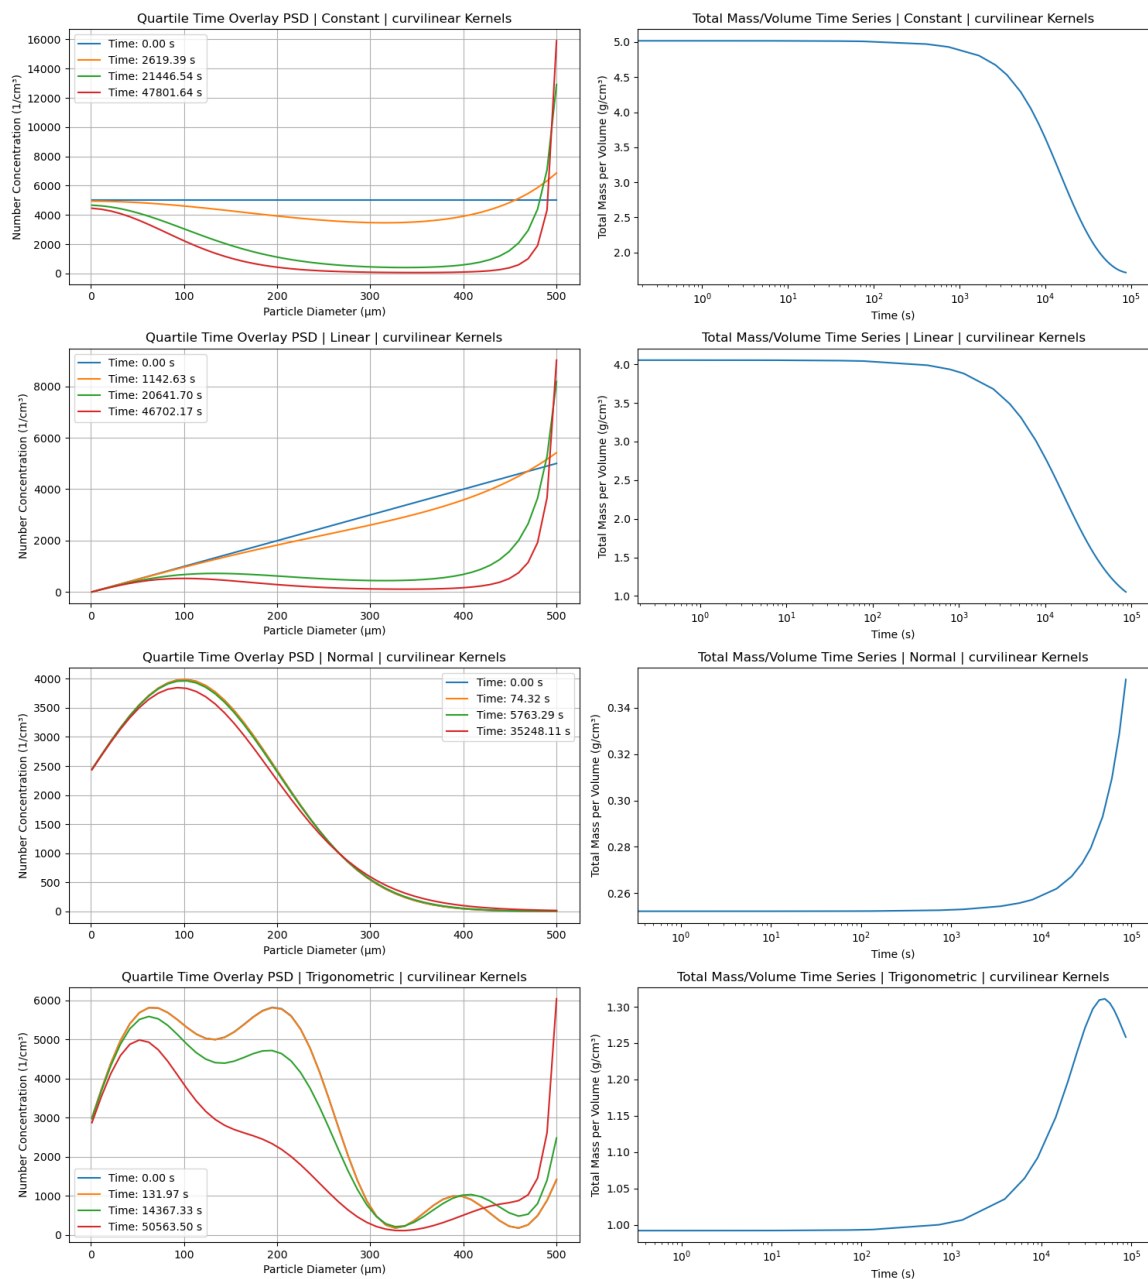 Quartile Time Overlay PSD | Constant | curvilinear Kernels
Number Concentration (1/cm³)
16000
14000
12000
10000
8000
6000
4000
2000
0
Time: 0.00 s
Time: 2619.39 s
Time: 21446.54 s
Time: 47801.64 s
0 100 200 300 400 500
Particle Diameter (μm)
Total Mass/Volume Time Series | Constant | curvilinear Kernels
Total Mass per Volume (g/cm³)
5.0
4.5
4.0
3.5
3.0
2.5
2.0
10⁰ 10¹ 10² 10³ 10⁴ 10⁵
Time (s)
Quartile Time Overlay PSD | Linear | curvilinear Kernels
Number Concentration (1/cm³)
8000
6000
4000
2000
0
Time: 0.00 s
Time: 1142.63 s
Time: 20641.70 s
Time: 46702.17 s
0 100 200 300 400 500
Particle Diameter (μm)
Total Mass/Volume Time Series | Linear | curvilinear Kernels
Total Mass per Volume (g/cm³)
4.0
3.5
3.0
2.5
2.0
1.5
1.0
10⁰ 10¹ 10² 10³ 10⁴ 10⁵
Time (s)
Quartile Time Overlay PSD | Normal | curvilinear Kernels
Number Concentration (1/cm³)
4000
3500
3000
2500
2000
1500
1000
500
0
Time: 0.00 s
Time: 74.32 s
Time: 5763.29 s
Time: 35248.11 s
0 100 200 300 400 500
Particle Diameter (μm)
Total Mass/Volume Time Series | Normal | curvilinear Kernels
Total Mass per Volume (g/cm³)
0.34
0.32
0.30
0.28
0.26
10⁰ 10¹ 10² 10³ 10⁴ 10⁵
Time (s)
Quartile Time Overlay PSD | Trigonometric | curvilinear Kernels
Number Concentration (1/cm³)
6000
5000
4000
3000
2000
1000
0
Time: 0.00 s
Time: 131.97 s
Time: 14367.33 s
Time: 50563.50 s
0 100 200 300 400 500
Particle Diameter (μm)
Total Mass/Volume Time Series | Trigonometric | curvilinear Kernels
Total Mass per Volume (g/cm³)
1.30
1.25
1.20
1.15
1.10
1.05
1.00
10⁰ 10¹ 10² 10³ 10⁴ 10⁵
Time (s)